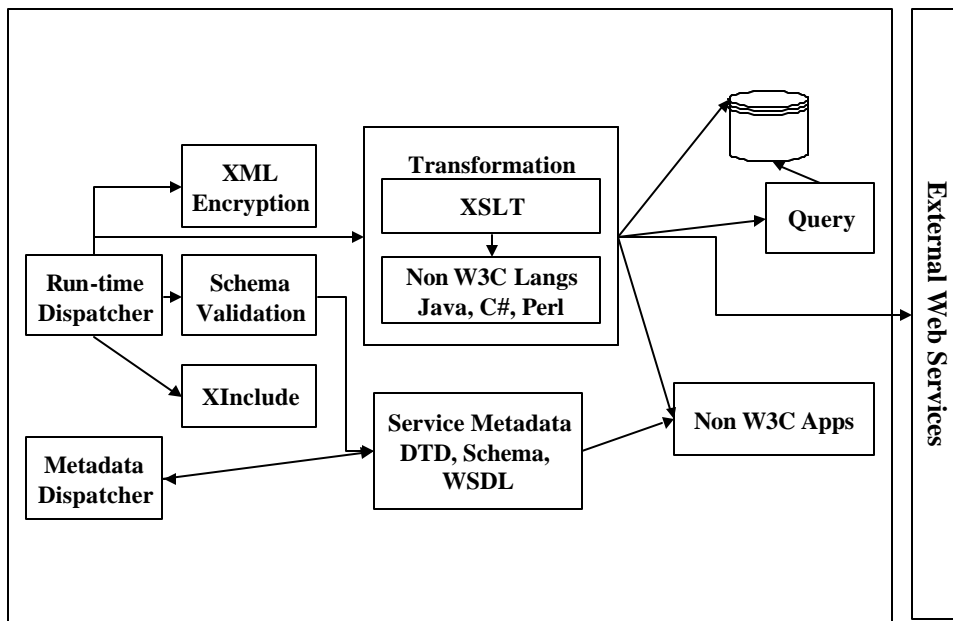 XML
Encryption
Transformation
XSLT
Non W3C Langs
Java, C#, Perl
Query
External Web Services
Run-time
Dispatcher
Schema
Validation
XInclude
Service Metadata
DTD, Schema,
WSDL
Non W3C Apps
Metadata
Dispatcher